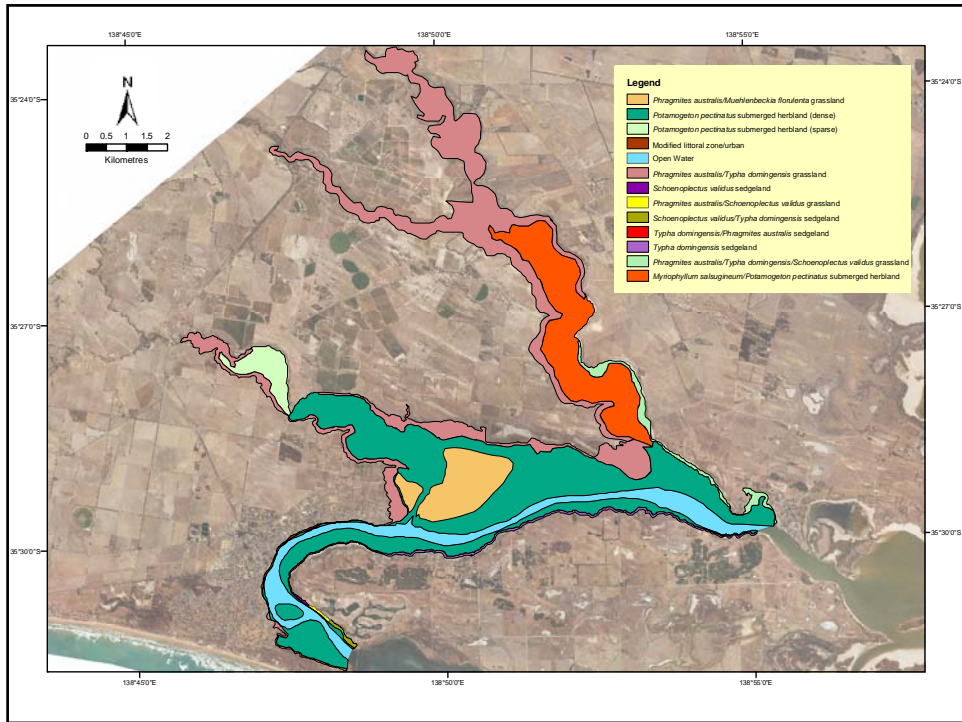 138°45'0"E 138°50'0"E 138°55'0"E
35°24'0"S 35°24'0"S
N
0 0.5 1 1.5 2
Kilometres
Legend
Phragmites australis/Muehlenbeckia florulenta grassland
Potamogeton pectinatus submerged herbland (dense)
Potamogeton pectinatus submerged herbland (sparse)
Modified littoral zone/urban
Open Water
Phragmites australis/Typha domingensis grassland
Schoenoplectus validus sedgeland
Phragmites australis/Schoenoplectus validus grassland
Schoenoplectus validus/Typha domingensis sedgeland
Typha domingensis/Phragmites australis sedgeland
Typha domingensis sedgeland
Phragmites australis/Typha domingensis/Schoenoplectus validus grassland
Myriophyllum salsugineum/Potamogeton pectinatus submerged herbland
35°27'0"S 35°27'0"S
35°30'0"S 35°30'0"S
138°45'0"E 138°50'0"E 138°55'0"E